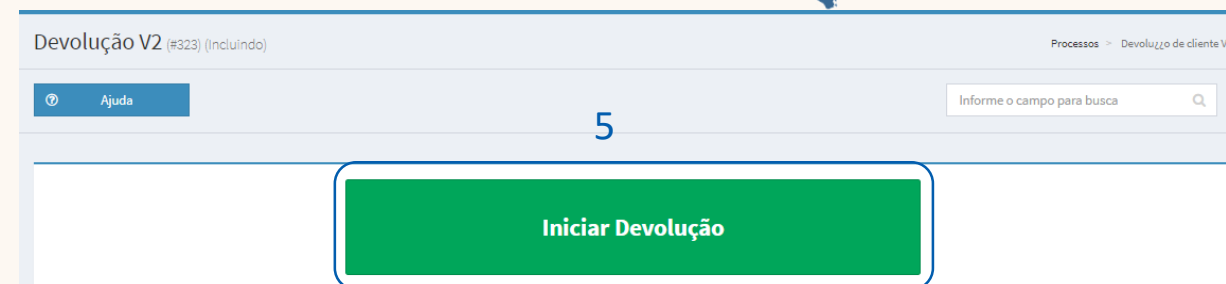 Devolução V2 (#323) (Incluindo)
Processos > Devolu¿¿o de cliente V
Ajuda
Informe o campo para busca
5
Iniciar Devolução